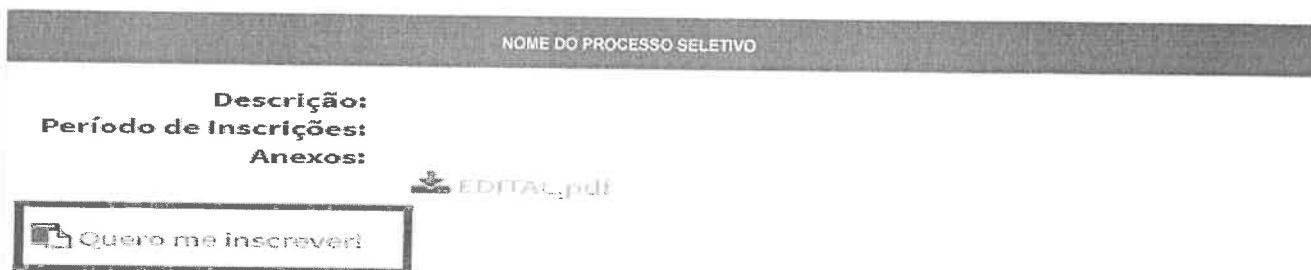 NOME DO PROCESSO SELETIVO
Descrição:
Período de Inscrições:
Anexos:
EDITAL.pdf
Quero me inscrever!